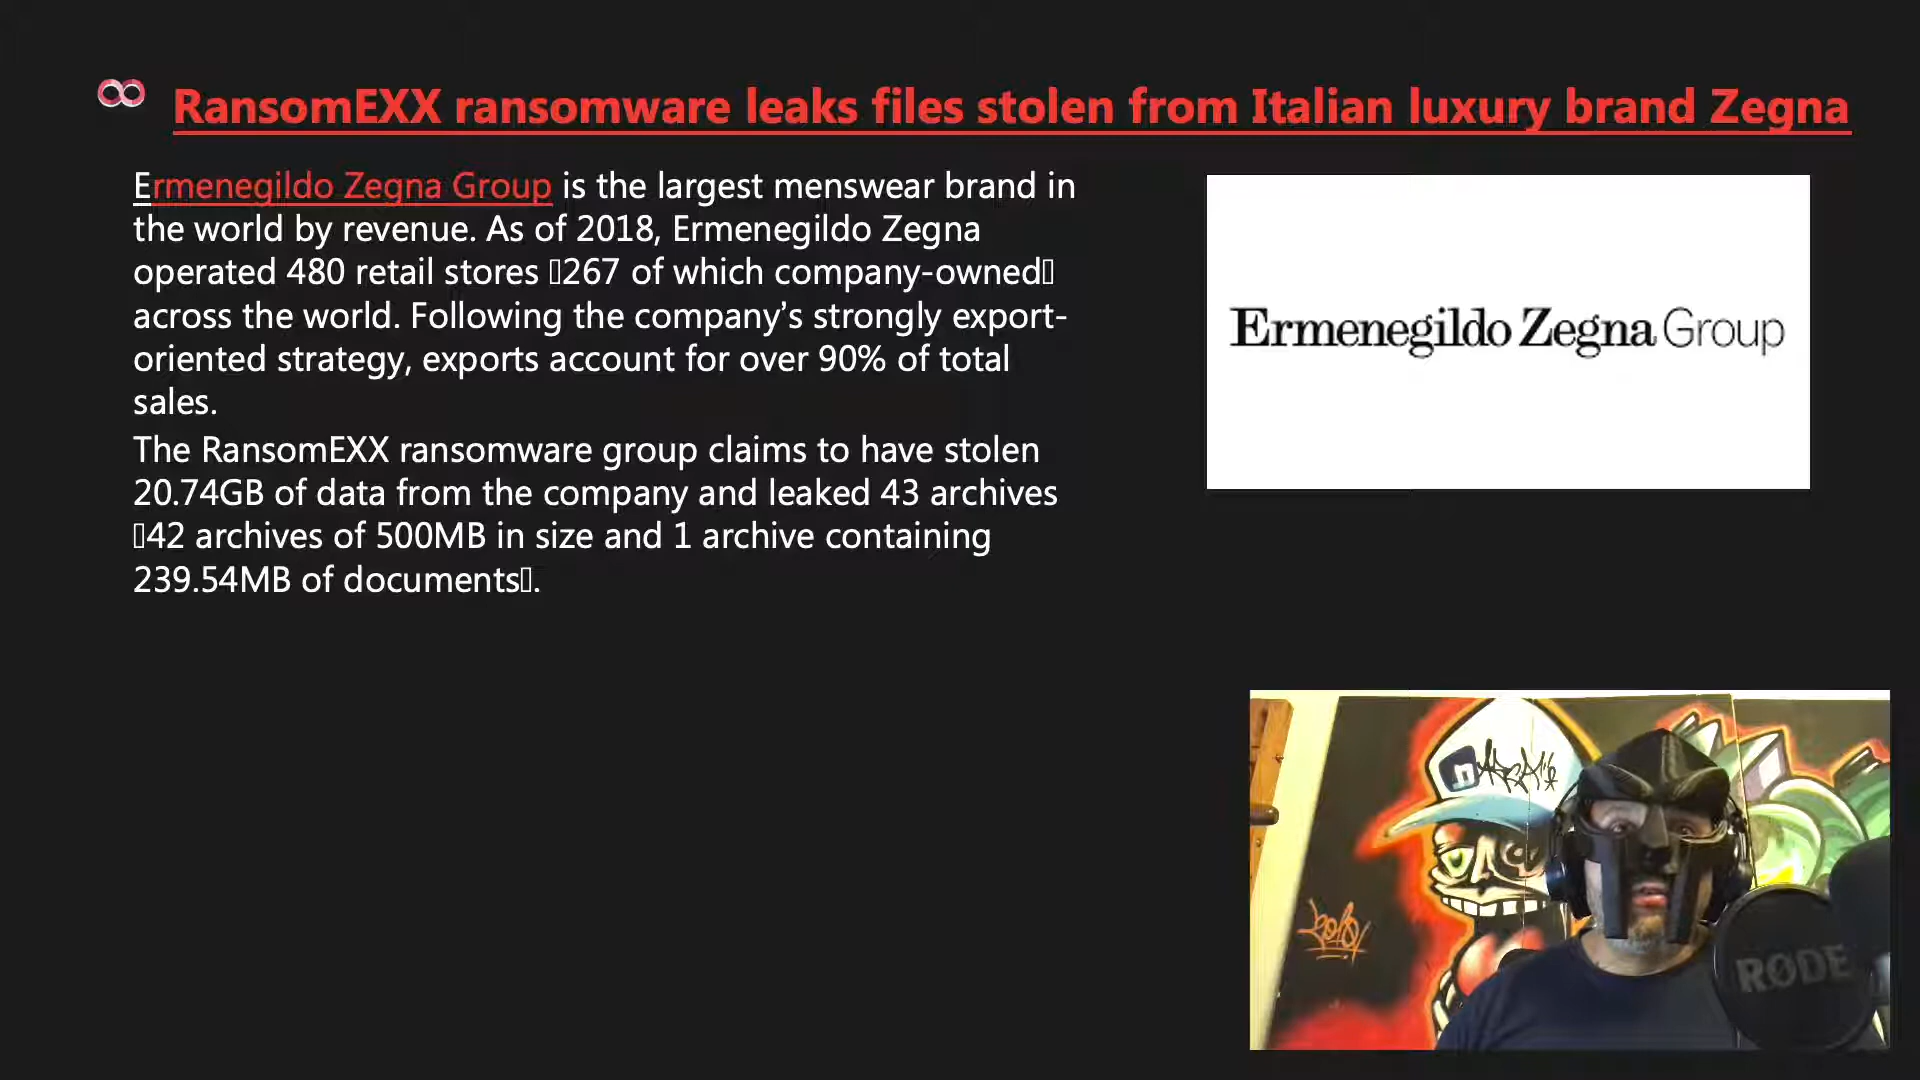 RansomEXX ransomware leaks files stolen from Italian luxury brand Zegna
Ermenegildo Zegna Group is the largest menswear brand in
the world by revenue. As of 2018, Ermenegildo Zegna
operated 480 retail stores ▯267 of which company-owned▯
across the world. Following the company’s strongly export-
oriented strategy, exports account for over 90% of total
sales.
The RansomEXX ransomware group claims to have stolen
20.74GB of data from the company and leaked 43 archives
▯42 archives of 500MB in size and 1 archive containing
239.54MB of documents▯.
Ermenegildo Zegna Group
RØDE